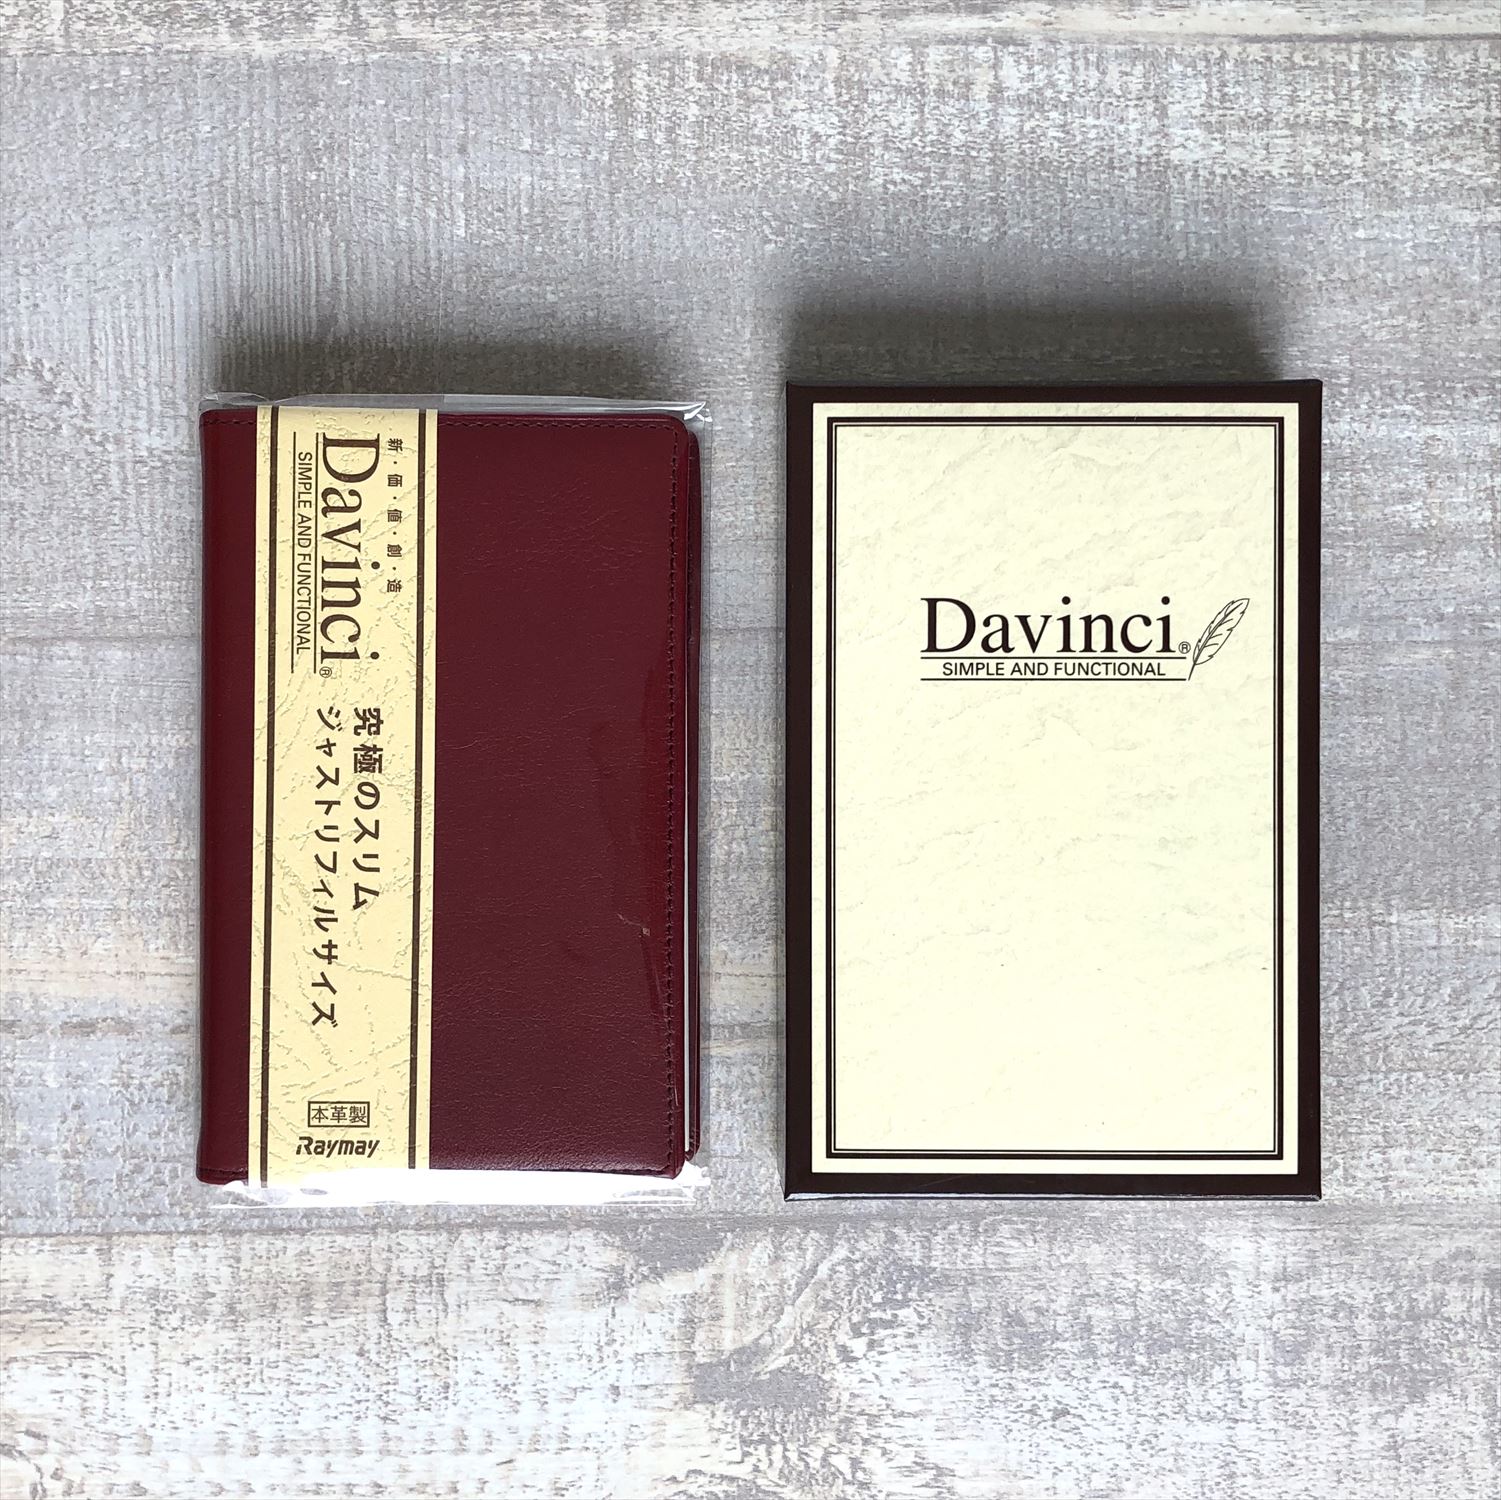 新・価・値・創・造
Davinci®
SIMPLE AND FUNCTIONAL
究極のスリム
ジャストリフィルサイズ
本革製
Raymay
Davinci®
SIMPLE AND FUNCTIONAL